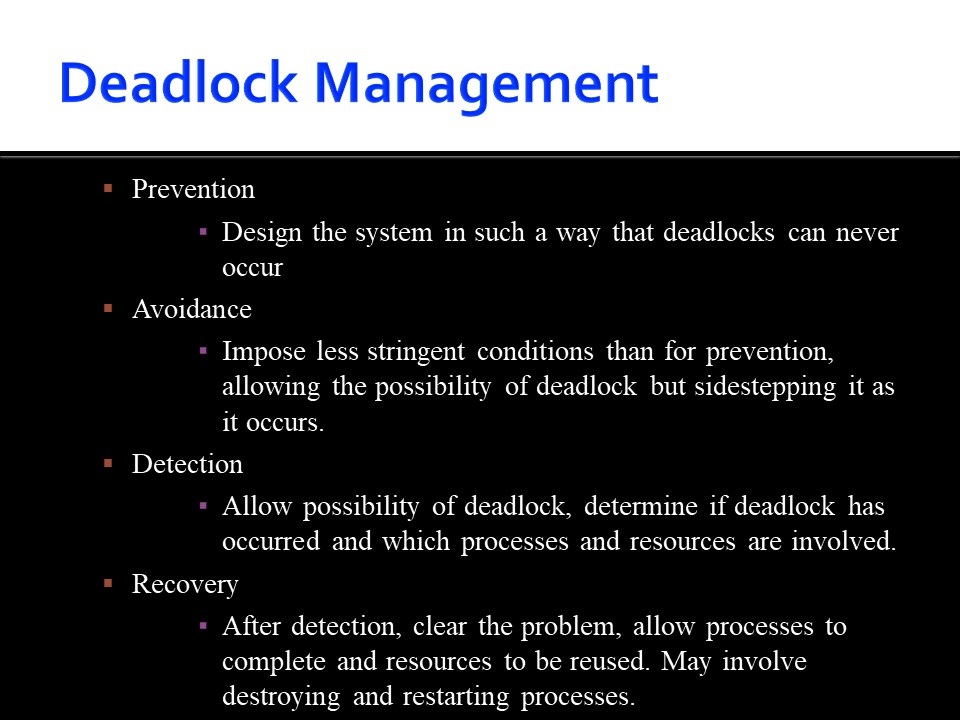 Deadlock Management
Prevention
Design the system in such a way that deadlocks can never
occur
Avoidance
Impose less stringent conditions than for prevention,
allowing the possibility of deadlock but sidestepping it as
it occurs.
Detection
Allow possibility of deadlock, determine if deadlock has
occurred and which processes and resources are involved.
Recovery
After detection, clear the problem, allow processes to
complete and resources to be reused. May involve
destroying and restarting processes.